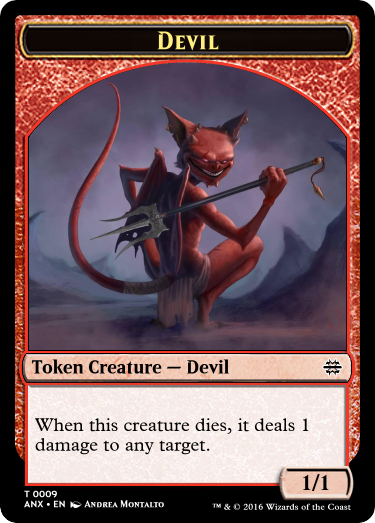 Devil
Token Creature — Devil
When this creature dies, it deals 1
damage to any target.
1/1
T 0009
ANX • EN Andrea Montalto
™ & © 2016 Wizards of the Coast